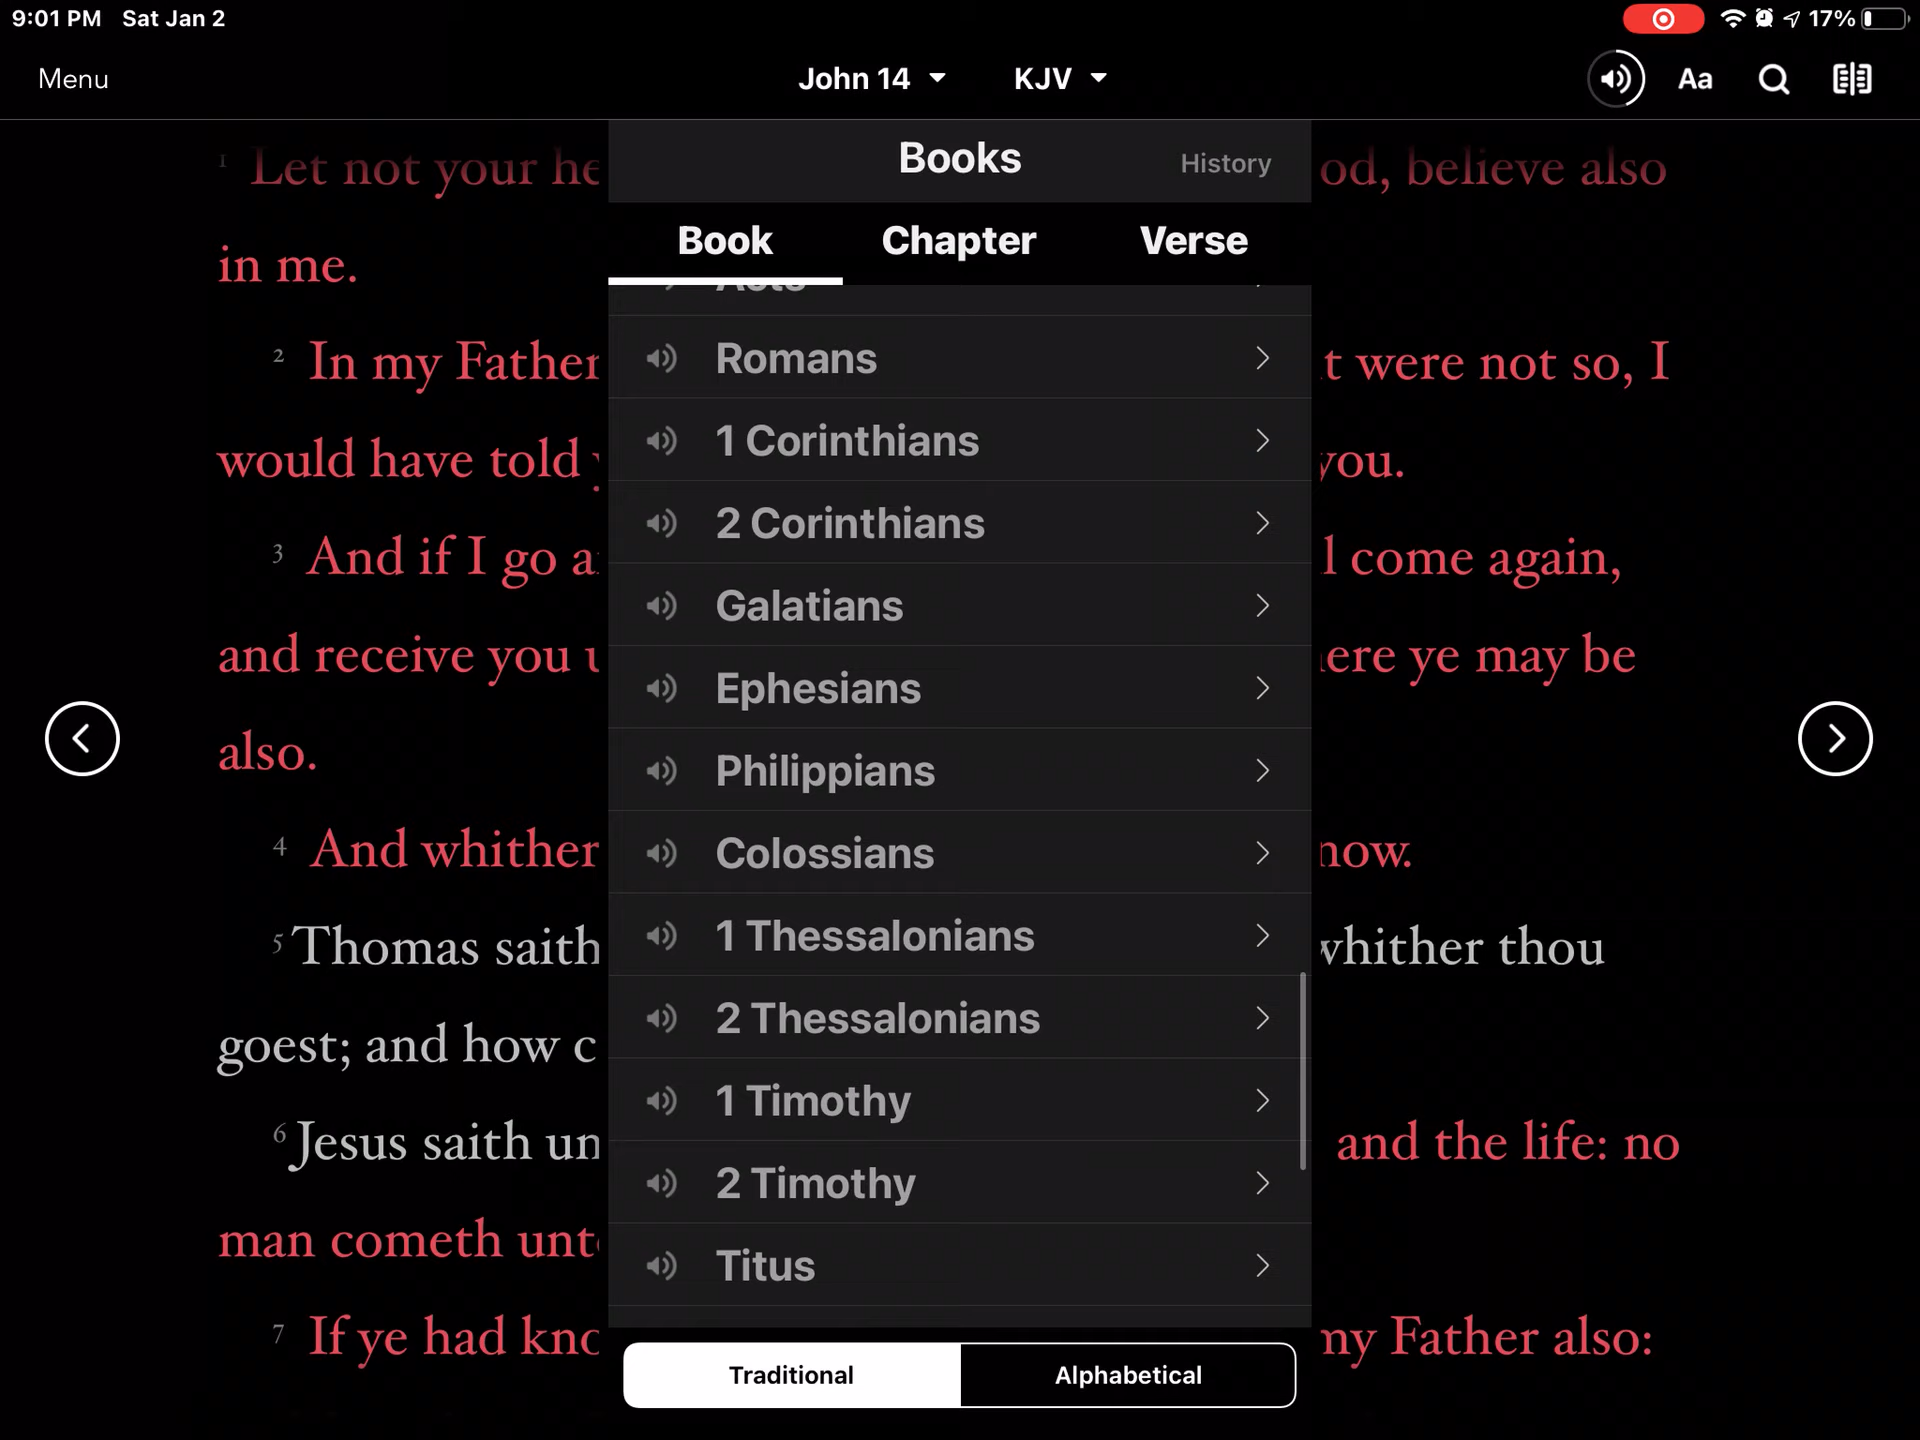 9:01 PM Sat Jan 2 17%
Menu John 14 KJV Aa
Books History
Book Chapter Verse
Acts
Romans
1 Corinthians
2 Corinthians
Galatians
Ephesians
Philippians
Colossians
1 Thessalonians
2 Thessalonians
1 Timothy
2 Timothy
Titus
Traditional Alphabetical
1 Let not your he
od, believe also
in me.
2 In my Father
t were not so, I
would have told
you.
3 And if I go a
l come again,
and receive you u
ere ye may be
also.
4 And whither
now.
5 Thomas saith
whither thou
goest; and how c
6 Jesus saith un
and the life: no
man cometh unto
7 If ye had kno
my Father also: